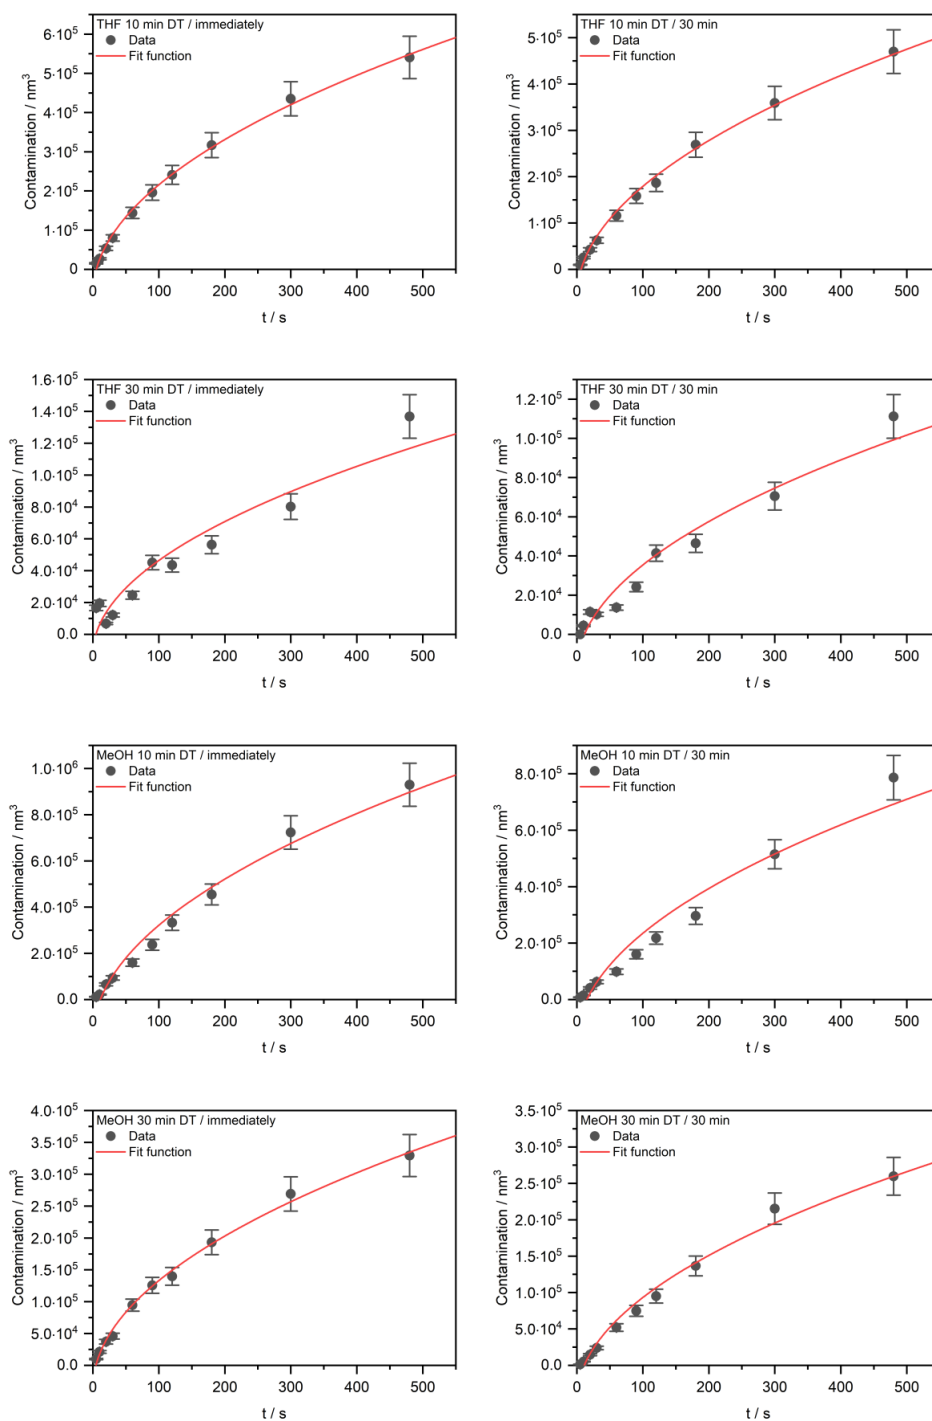 THF 10 min DT / immediately
Data
Fit function
Contamination / nm³
6·10⁵
5·10⁵
4·10⁵
3·10⁵
2·10⁵
1·10⁵
0
0 100 200 300 400 500
t / s
THF 10 min DT / 30 min
Data
Fit function
Contamination / nm³
5·10⁵
4·10⁵
3·10⁵
2·10⁵
1·10⁵
0
0 100 200 300 400 500
t / s
THF 30 min DT / immediately
Data
Fit function
Contamination / nm³
1.6·10⁵
1.4·10⁵
1.2·10⁵
1.0·10⁵
8.0·10⁴
6.0·10⁴
4.0·10⁴
2.0·10⁴
0.0
0 100 200 300 400 500
t / s
THF 30 min DT / 30 min
Data
Fit function
Contamination / nm³
1.2·10⁵
1.0·10⁵
8.0·10⁴
6.0·10⁴
4.0·10⁴
2.0·10⁴
0.0
0 100 200 300 400 500
t / s
MeOH 10 min DT / immediately
Data
Fit function
Contamination / nm³
1.0·10⁶
8.0·10⁵
6.0·10⁵
4.0·10⁵
2.0·10⁵
0.0
0 100 200 300 400 500
t / s
MeOH 10 min DT / 30 min
Data
Fit function
Contamination / nm³
8.0·10⁵
6.0·10⁵
4.0·10⁵
2.0·10⁵
0.0
0 100 200 300 400 500
t / s
MeOH 30 min DT / immediately
Data
Fit function
Contamination / nm³
4.0·10⁵
3.5·10⁵
3.0·10⁵
2.5·10⁵
2.0·10⁵
1.5·10⁵
1.0·10⁵
5.0·10⁴
0.0
0 100 200 300 400 500
t / s
MeOH 30 min DT / 30 min
Data
Fit function
Contamination / nm³
3.5·10⁵
3.0·10⁵
2.5·10⁵
2.0·10⁵
1.5·10⁵
1.0·10⁵
5.0·10⁴
0.0
0 100 200 300 400 500
t / s